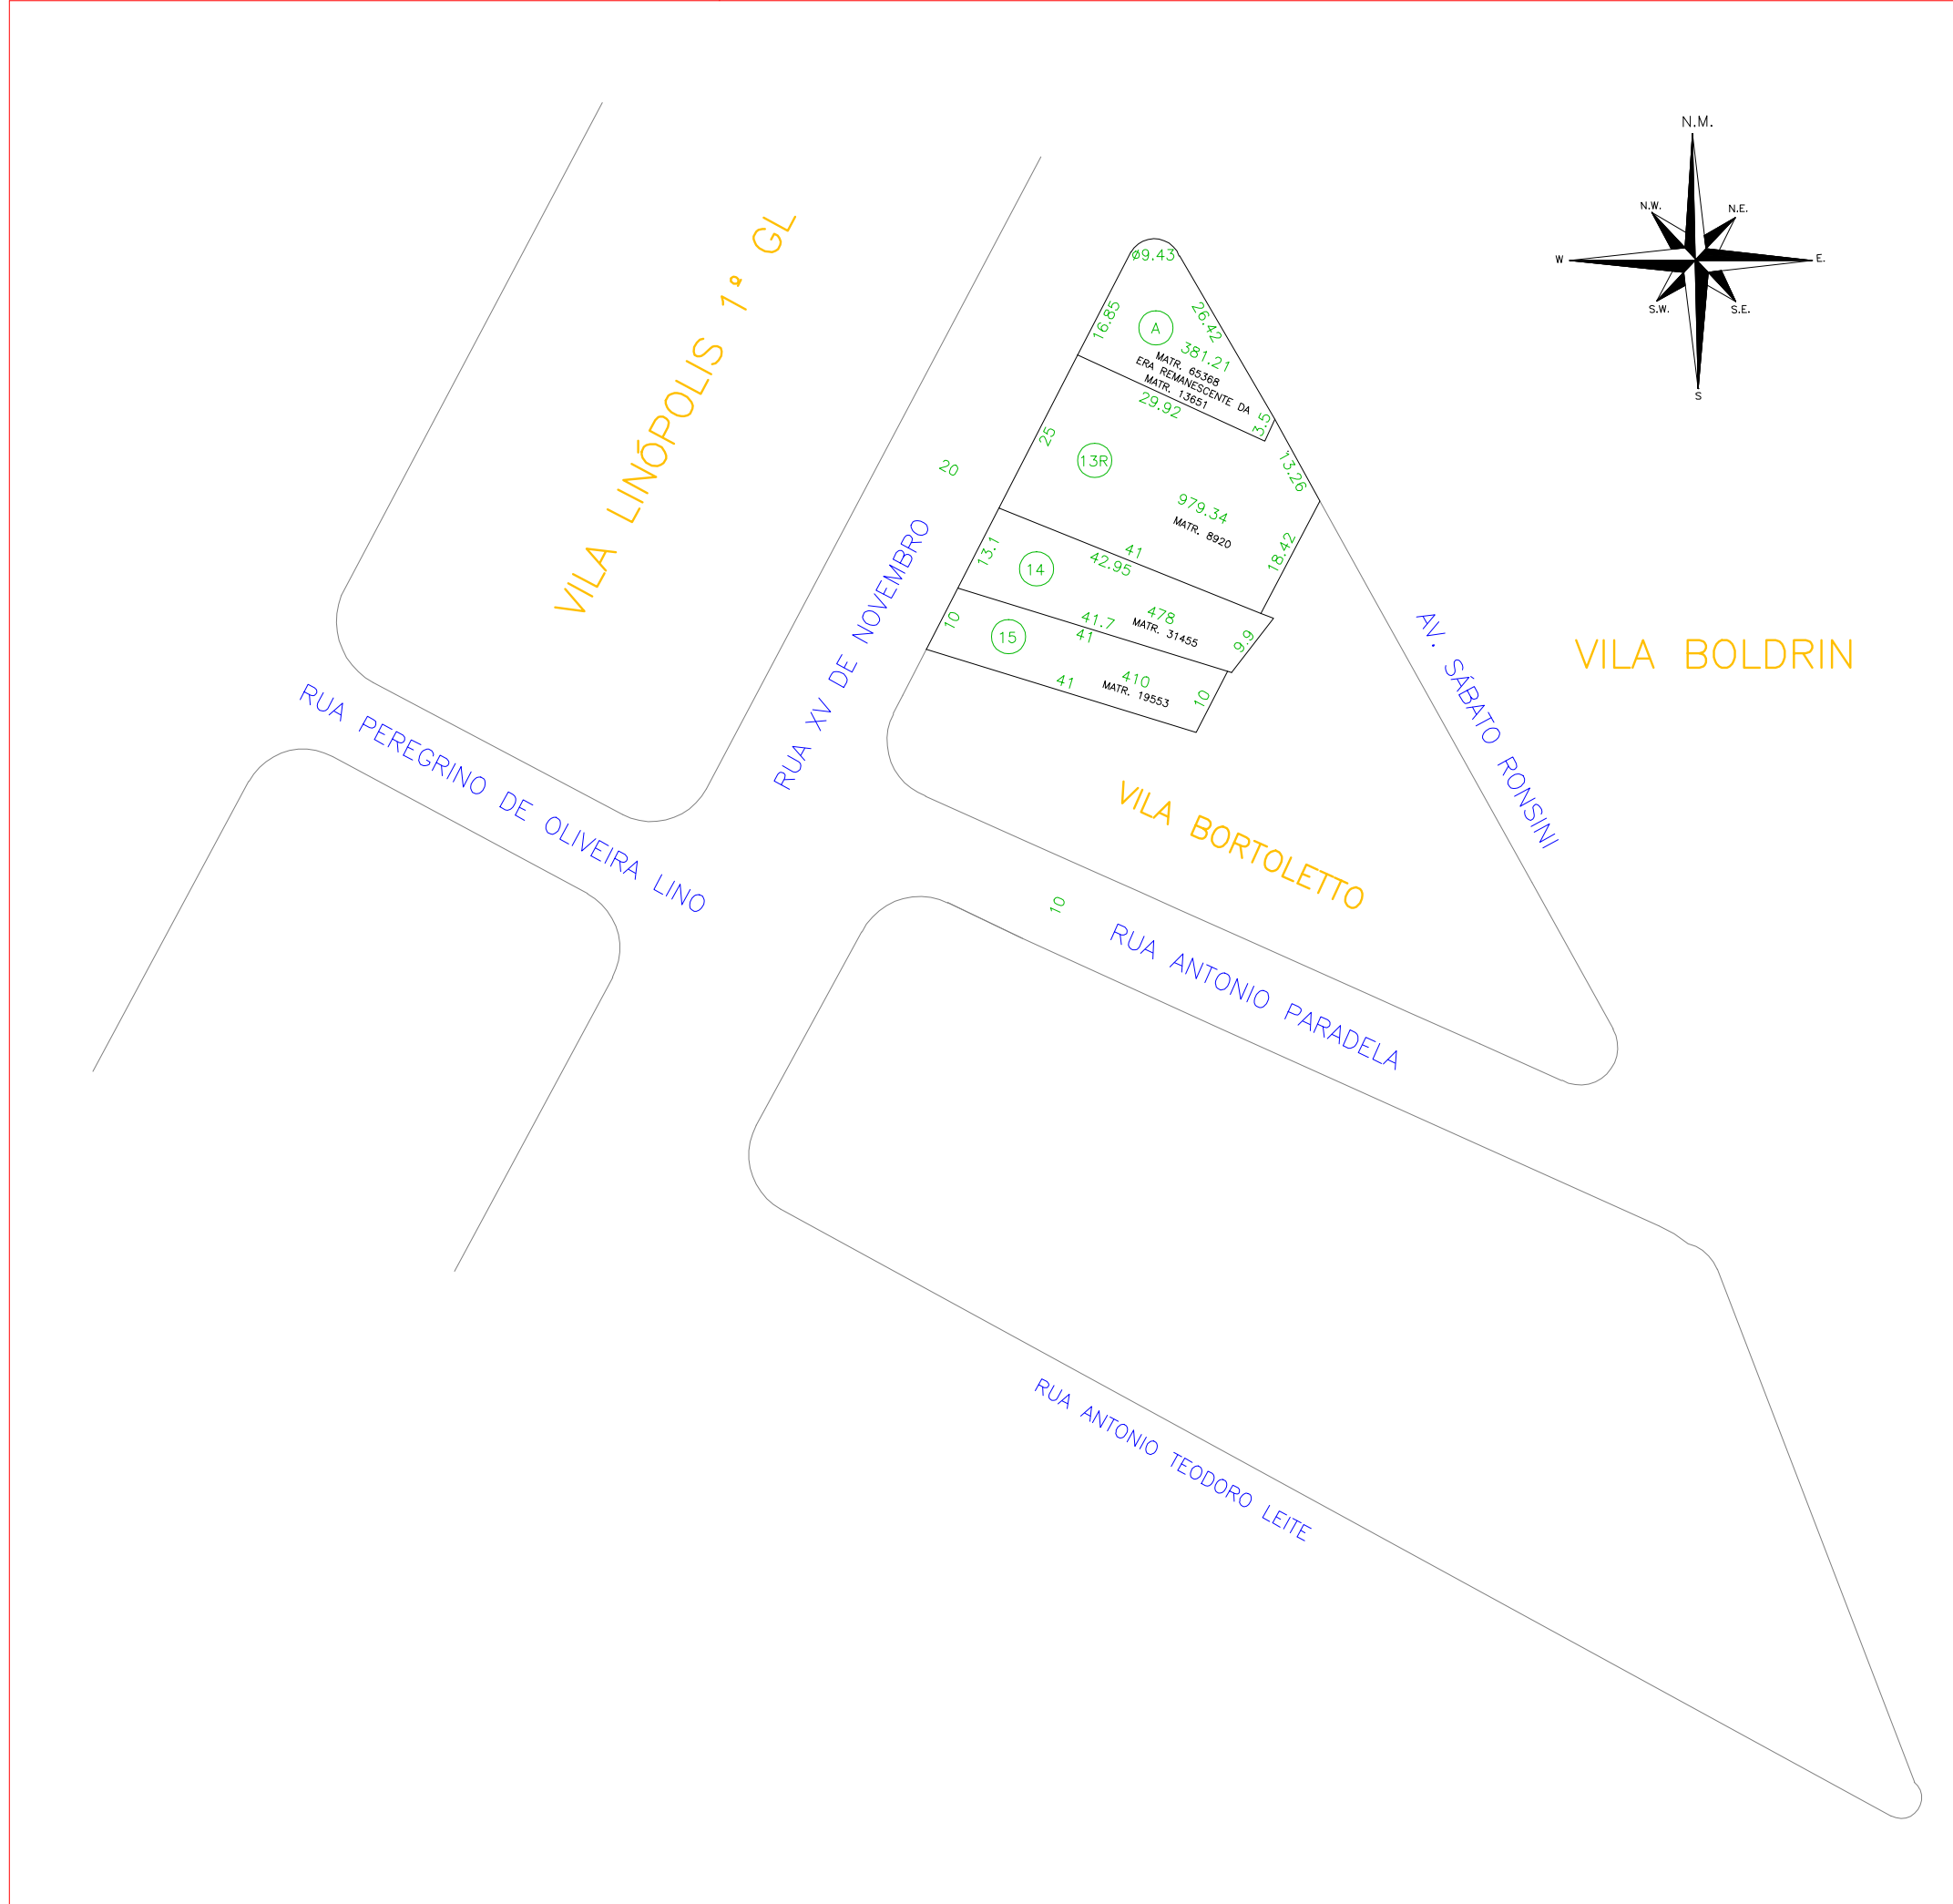 N.M.
N.W.
N.E.
W
E.
S.W.
S.E.
S
VILA LINÓPOLIS 1ª GL
ø9.43
16.85
26.42
A
381.21
MATR. 65368
ERA REMANESCENTE DA
MATR. 13651
29.92
3.5
25
13R
13.26
20
979.34
MATR. 8920
41
18.42
13.1
14
42.95
478
MATR. 31455
41.7
9.9
10
15
41
410
MATR. 19553
41
10
RUA XV DE NOVEMBRO
AV. SÁBATO RONSINI
VILA BOLDRIN
RUA PEREGRINO DE OLIVEIRA LINO
VILA BORTOLETTO
10
RUA ANTONIO PARADELA
RUA ANTONIO TEODORO LEITE